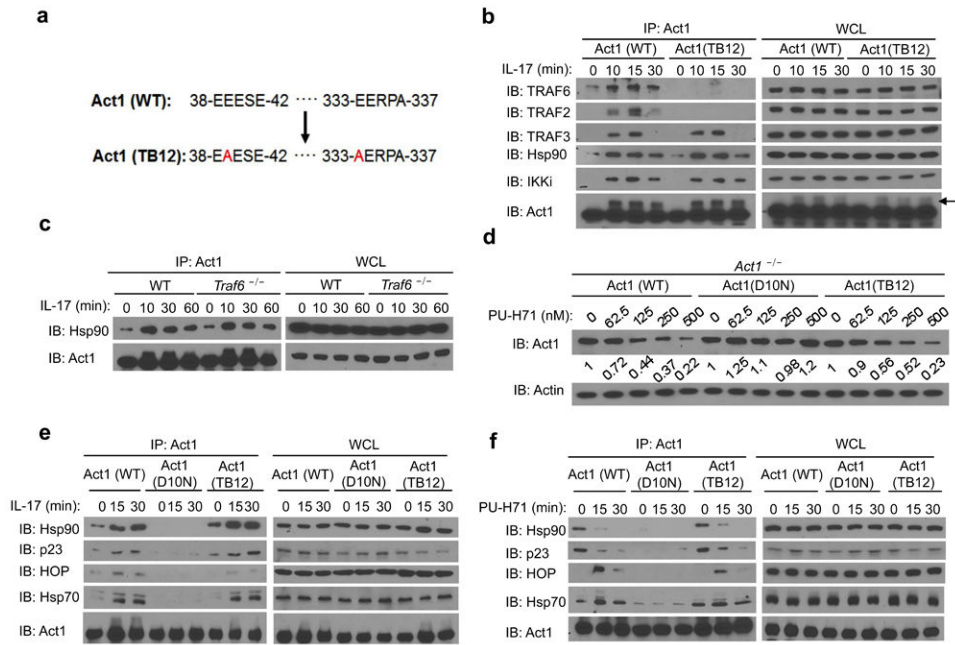 a
Act1 (WT): 38-EEESE-42 ···· 333-EERPA-337
Act1 (TB12): 38-EAESE-42 ···· 333-AERPA-337
b
IP: Act1 WCL
Act1 (WT) Act1(TB12) Act1 (WT) Act1(TB12)
IL-17 (min): 0 10 15 30 0 10 15 30 0 10 15 30 0 10 15 30
IB: TRAF6
IB: TRAF2
IB: TRAF3
IB: Hsp90
IB: IKKi
IB: Act1
c
IP: Act1 WCL
WT Traf6 -/- WT Traf6 -/-
IL-17 (min): 0 10 30 60 0 10 30 60 0 10 30 60 0 10 30 60
IB: Hsp90
IB: Act1
d
Act1 -/-
Act1 (WT) Act1(D10N) Act1(TB12)
PU-H71 (nM): 0 62.5 125 250 500 0 62.5 125 250 500 0 62.5 125 250 500
IB: Act1
1 0.72 0.44 0.37 0.22 1 1.25 1.1 0.98 1.2 1 0.9 0.56 0.52 0.23
IB: Actin
e
IP: Act1 WCL
Act1 (WT) Act1 (D10N) Act1 (TB12) Act1 (WT) Act1 (D10N) Act1 (TB12)
IL-17 (min): 0 15 30 0 15 30 0 15 30 0 15 30 0 15 30 0 15 30
IB: Hsp90
IB: p23
IB: HOP
IB: Hsp70
IB: Act1
f
IP: Act1 WCL
Act1 (WT) Act1 (D10N) Act1 (TB12) Act1 (WT) Act1 (D10N) Act1 (TB12)
PU-H71 (min): 0 15 30 0 15 30 0 15 30 0 15 30 0 15 30 0 15 30
IB: Hsp90
IB: p23
IB: HOP
IB: Hsp70
IB: Act1